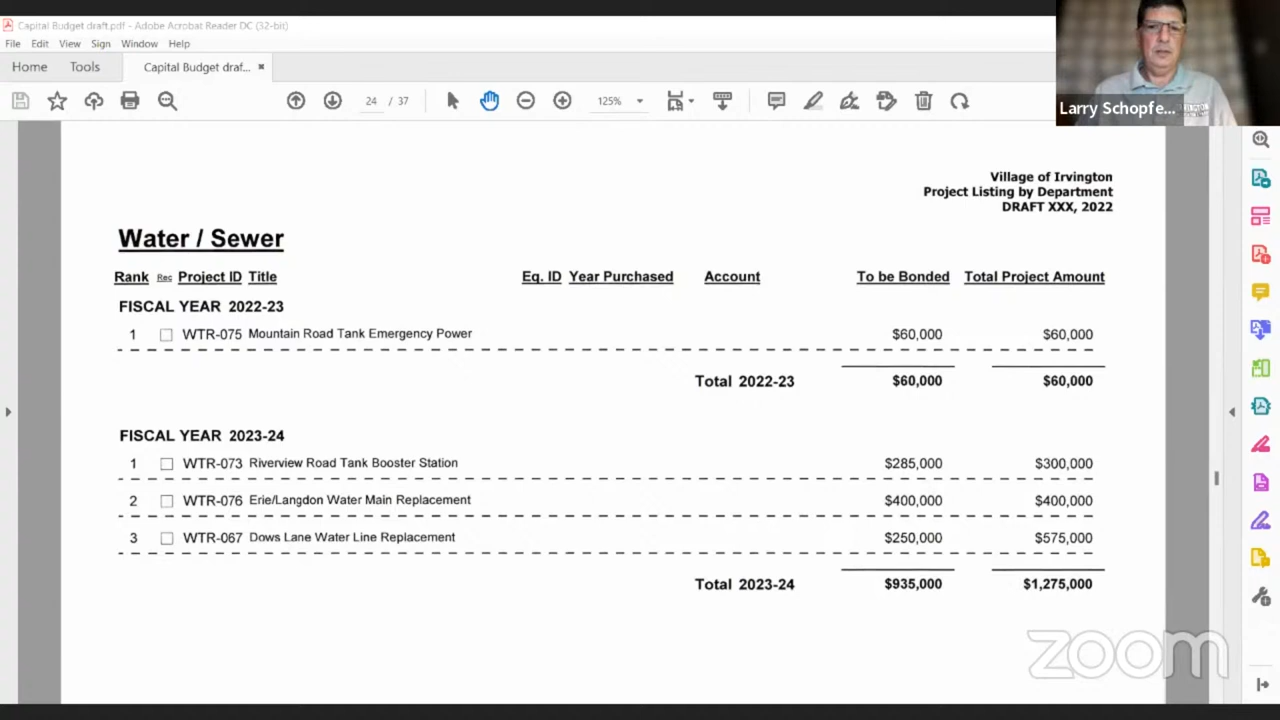 Capital Budget draft.pdf - Adobe Acrobat Reader DC (32-bit)
File Edit View Sign Window Help
Home Tools Capital Budget draf... ×
24 / 37 125%
Larry Schopfe...
Village of Irvington
Project Listing by Department
DRAFT XXX, 2022
Water / Sewer
Rank Rec Project ID Title Eq. ID Year Purchased Account To be Bonded Total Project Amount
FISCAL YEAR 2022-23
1 WTR-075 Mountain Road Tank Emergency Power $60,000 $60,000
Total 2022-23 $60,000 $60,000
FISCAL YEAR 2023-24
1 WTR-073 Riverview Road Tank Booster Station $285,000 $300,000
2 WTR-076 Erie/Langdon Water Main Replacement $400,000 $400,000
3 WTR-067 Dows Lane Water Line Replacement $250,000 $575,000
Total 2023-24 $935,000 $1,275,000
zoom